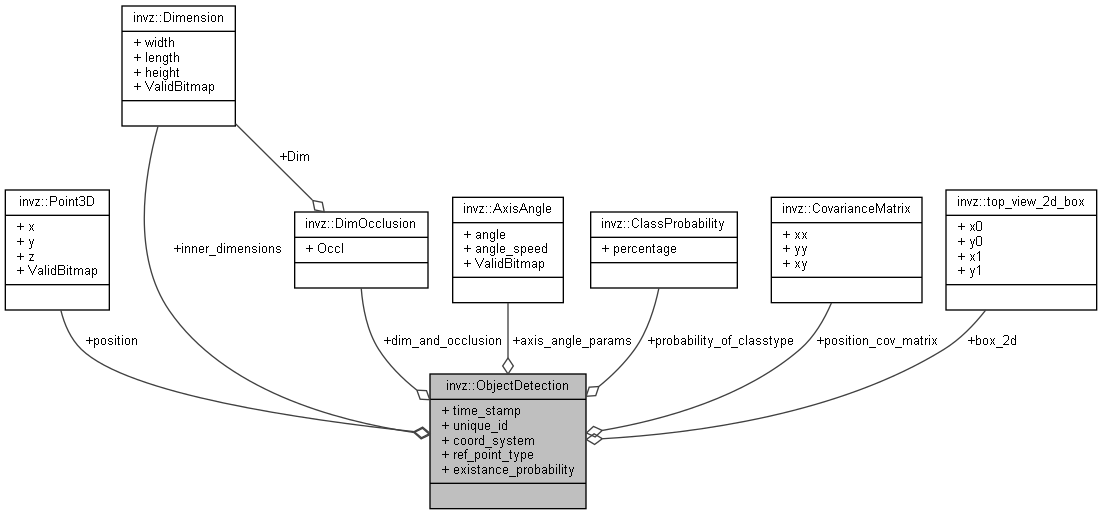 invz::Dimension
+ width
+ length
+ height
+ ValidBitmap
+Dim
invz::Point3D
+ x
+ y
+ z
+ ValidBitmap
+inner_dimensions
invz::DimOcclusion
+ Occl
invz::AxisAngle
+ angle
+ angle_speed
+ ValidBitmap
invz::ClassProbability
+ percentage
invz::CovarianceMatrix
+ xx
+ yy
+ xy
invz::top_view_2d_box
+ x0
+ y0
+ x1
+ y1
+position
+dim_and_occlusion
+axis_angle_params
+probability_of_classtype
+position_cov_matrix
+box_2d
invz::ObjectDetection
+ time_stamp
+ unique_id
+ coord_system
+ ref_point_type
+ existance_probability